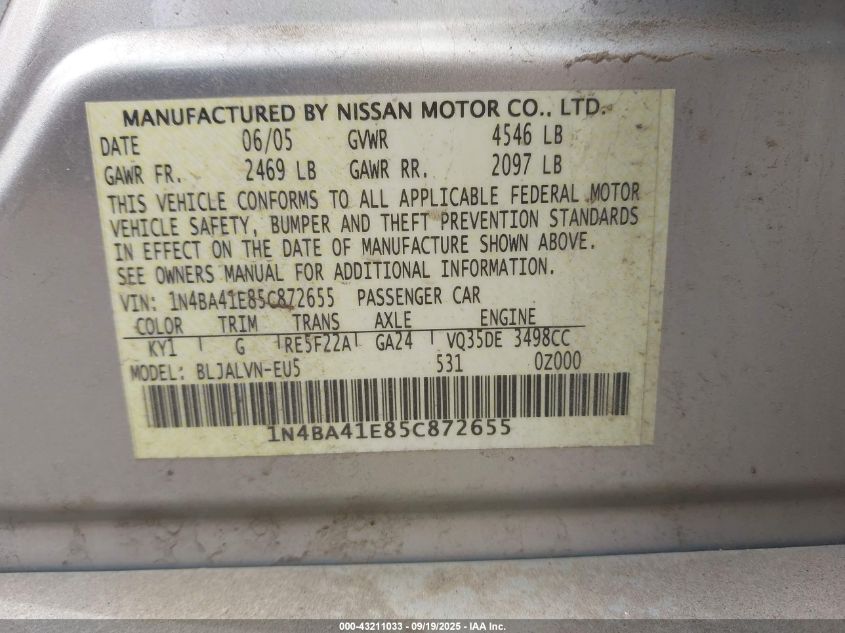 MANUFACTURED BY NISSAN MOTOR CO., LTD.
DATE 06/05 GVWR 4546 LB
GAWR FR. 2469 LB GAWR RR. 2097 LB
THIS VEHICLE CONFORMS TO ALL APPLICABLE FEDERAL MOTOR
VEHICLE SAFETY, BUMPER AND THEFT PREVENTION STANDARDS
IN EFFECT ON THE DATE OF MANUFACTURE SHOWN ABOVE.
SEE OWNERS MANUAL FOR ADDITIONAL INFORMATION.
VIN: 1N4BA41E85C872655 PASSENGER CAR
COLOR TRIM TRANS AXLE ENGINE
KY1 G RE5F22A GA24 VQ35DE 3498CC
MODEL: BLJALVN-EU5 531 0Z000
1N4BA41E85C872655
000-43211033 - 09/19/2025 - IAA Inc.